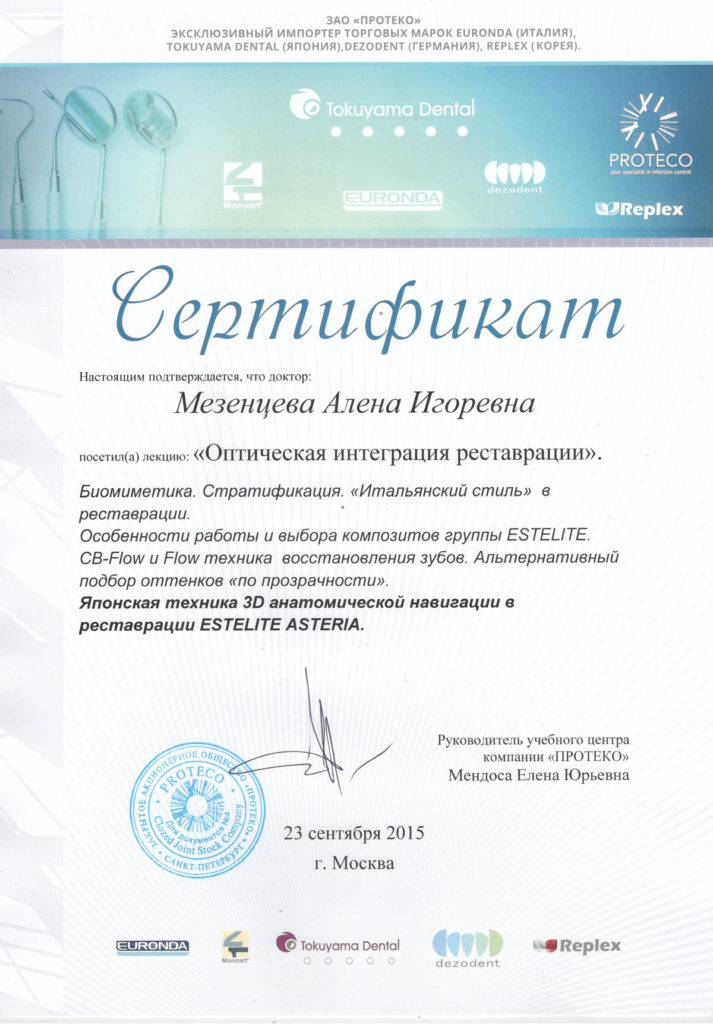 ЗАО «ПРОТЕКО»
ЭКСКЛЮЗИВНЫЙ ИМПОРТЕР ТОРГОВЫХ МАРОК EURONDA (ИТАЛИЯ),
TOKUYAMA DENTAL (ЯПОНИЯ),DEZODENT (ГЕРМАНИЯ), REPLEX (КОРЕЯ).
Tokuyama Dental
PROTECO
your specialist in infection control
Monoart®
EURONDA
dezodent
Replex
Сертификат
Настоящим подтверждается, что доктор:
Мезенцева Алена Игоревна
посетил(а) лекцию: «Оптическая интеграция реставрации».
Биомиметика. Стратификация. «Итальянский стиль» в
реставрации.
Особенности работы и выбора композитов группы ESTELITE.
CB-Flow и Flow техника восстановления зубов. Альтернативный
подбор оттенков «по прозрачности».
Японская техника 3D анатомической навигации в
реставрации ESTELITE ASTERIA.
Руководитель учебного центра
компании «ПРОТЕКО»
Мендоса Елена Юрьевна
ЗАКРЫТОЕ АКЦИОНЕРНОЕ ОБЩЕСТВО «ПРОТЕКО»
САНКТ-ПЕТЕРБУРГ
PROTECO
Для документов №4
Clozed Joint Stock Company
23 сентября 2015
г. Москва
EURONDA
Monoart®
Tokuyama Dental
dezodent
Replex